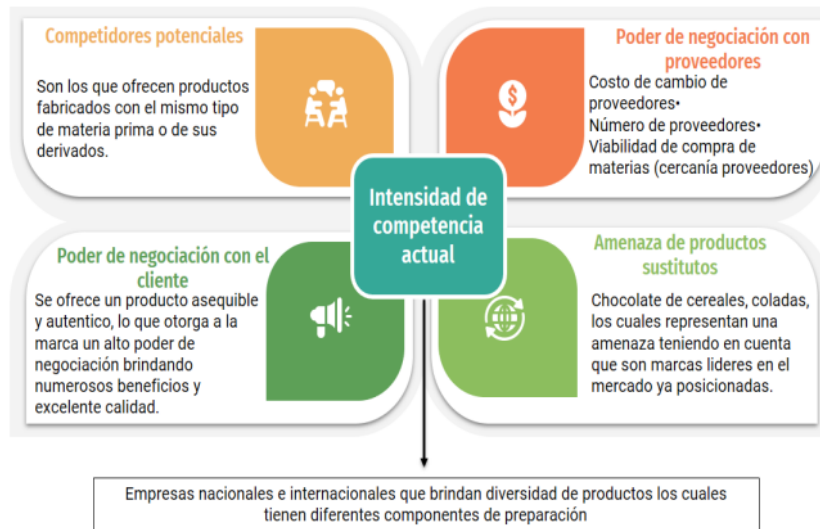 Competidores potenciales
Son los que ofrecen productos
fabricados con el mismo tipo
de materia prima o de sus
derivados.
Poder de negociación con
proveedores
Costo de cambio de
proveedores•
Número de proveedores•
Viabilidad de compra de
materias (cercanía proveedores)
Intensidad de
competencia
actual
Poder de negociación con el
cliente
Se ofrece un producto asequible
y autentico, lo que otorga a la
marca un alto poder de
negociación brindando
numerosos beneficios y
excelente calidad.
Amenaza de productos
sustitutos
Chocolate de cereales, coladas,
los cuales representan una
amenaza teniendo en cuenta
que son marcas lideres en el
mercado ya posicionadas.
Empresas nacionales e internacionales que brindan diversidad de productos los cuales
tienen diferentes componentes de preparación